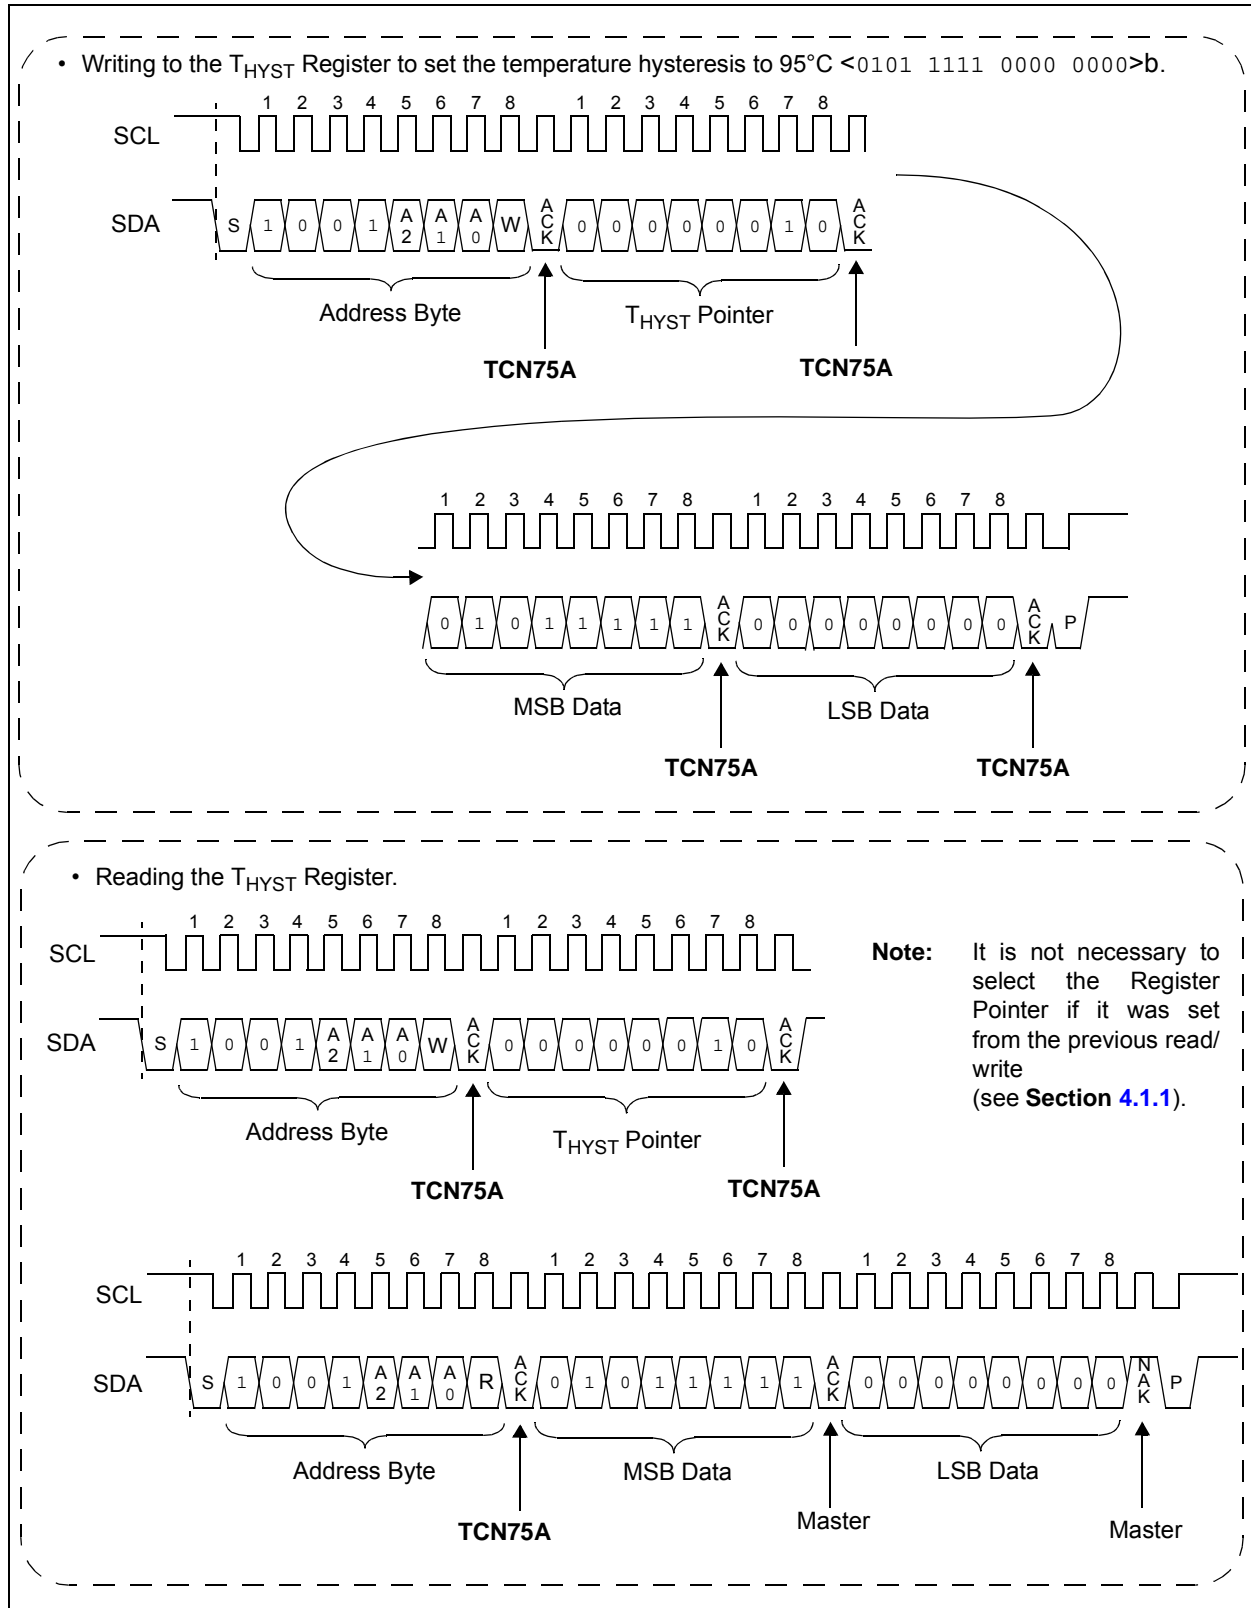 • Writing to the THYST Register to set the temperature hysteresis to 95°C <0101 1111 0000 0000>b.
1 2 3 4 5 6 7 8 1 2 3 4 5 6 7 8
SCL
SDA S 1 0 0 1 A2 A1 A0 W ACK 0 0 0 0 0 0 1 0 ACK
Address Byte THYST Pointer
TCN75A TCN75A
1 2 3 4 5 6 7 8 1 2 3 4 5 6 7 8
0 1 0 1 1 1 1 1 ACK 0 0 0 0 0 0 0 0 ACK P
MSB Data LSB Data
TCN75A TCN75A
• Reading the THYST Register.
1 2 3 4 5 6 7 8 1 2 3 4 5 6 7 8
SCL
SDA S 1 0 0 1 A2 A1 A0 W ACK 0 0 0 0 0 0 1 0 ACK
Address Byte THYST Pointer
TCN75A TCN75A
Note: It is not necessary to
select the Register
Pointer if it was set
from the previous read/
write
(see Section 4.1.1).
1 2 3 4 5 6 7 8 1 2 3 4 5 6 7 8 1 2 3 4 5 6 7 8
SCL
SDA S 1 0 0 1 A2 A1 A0 R ACK 0 1 0 1 1 1 1 1 ACK 0 0 0 0 0 0 0 0 NAK P
Address Byte MSB Data LSB Data
TCN75A Master Master